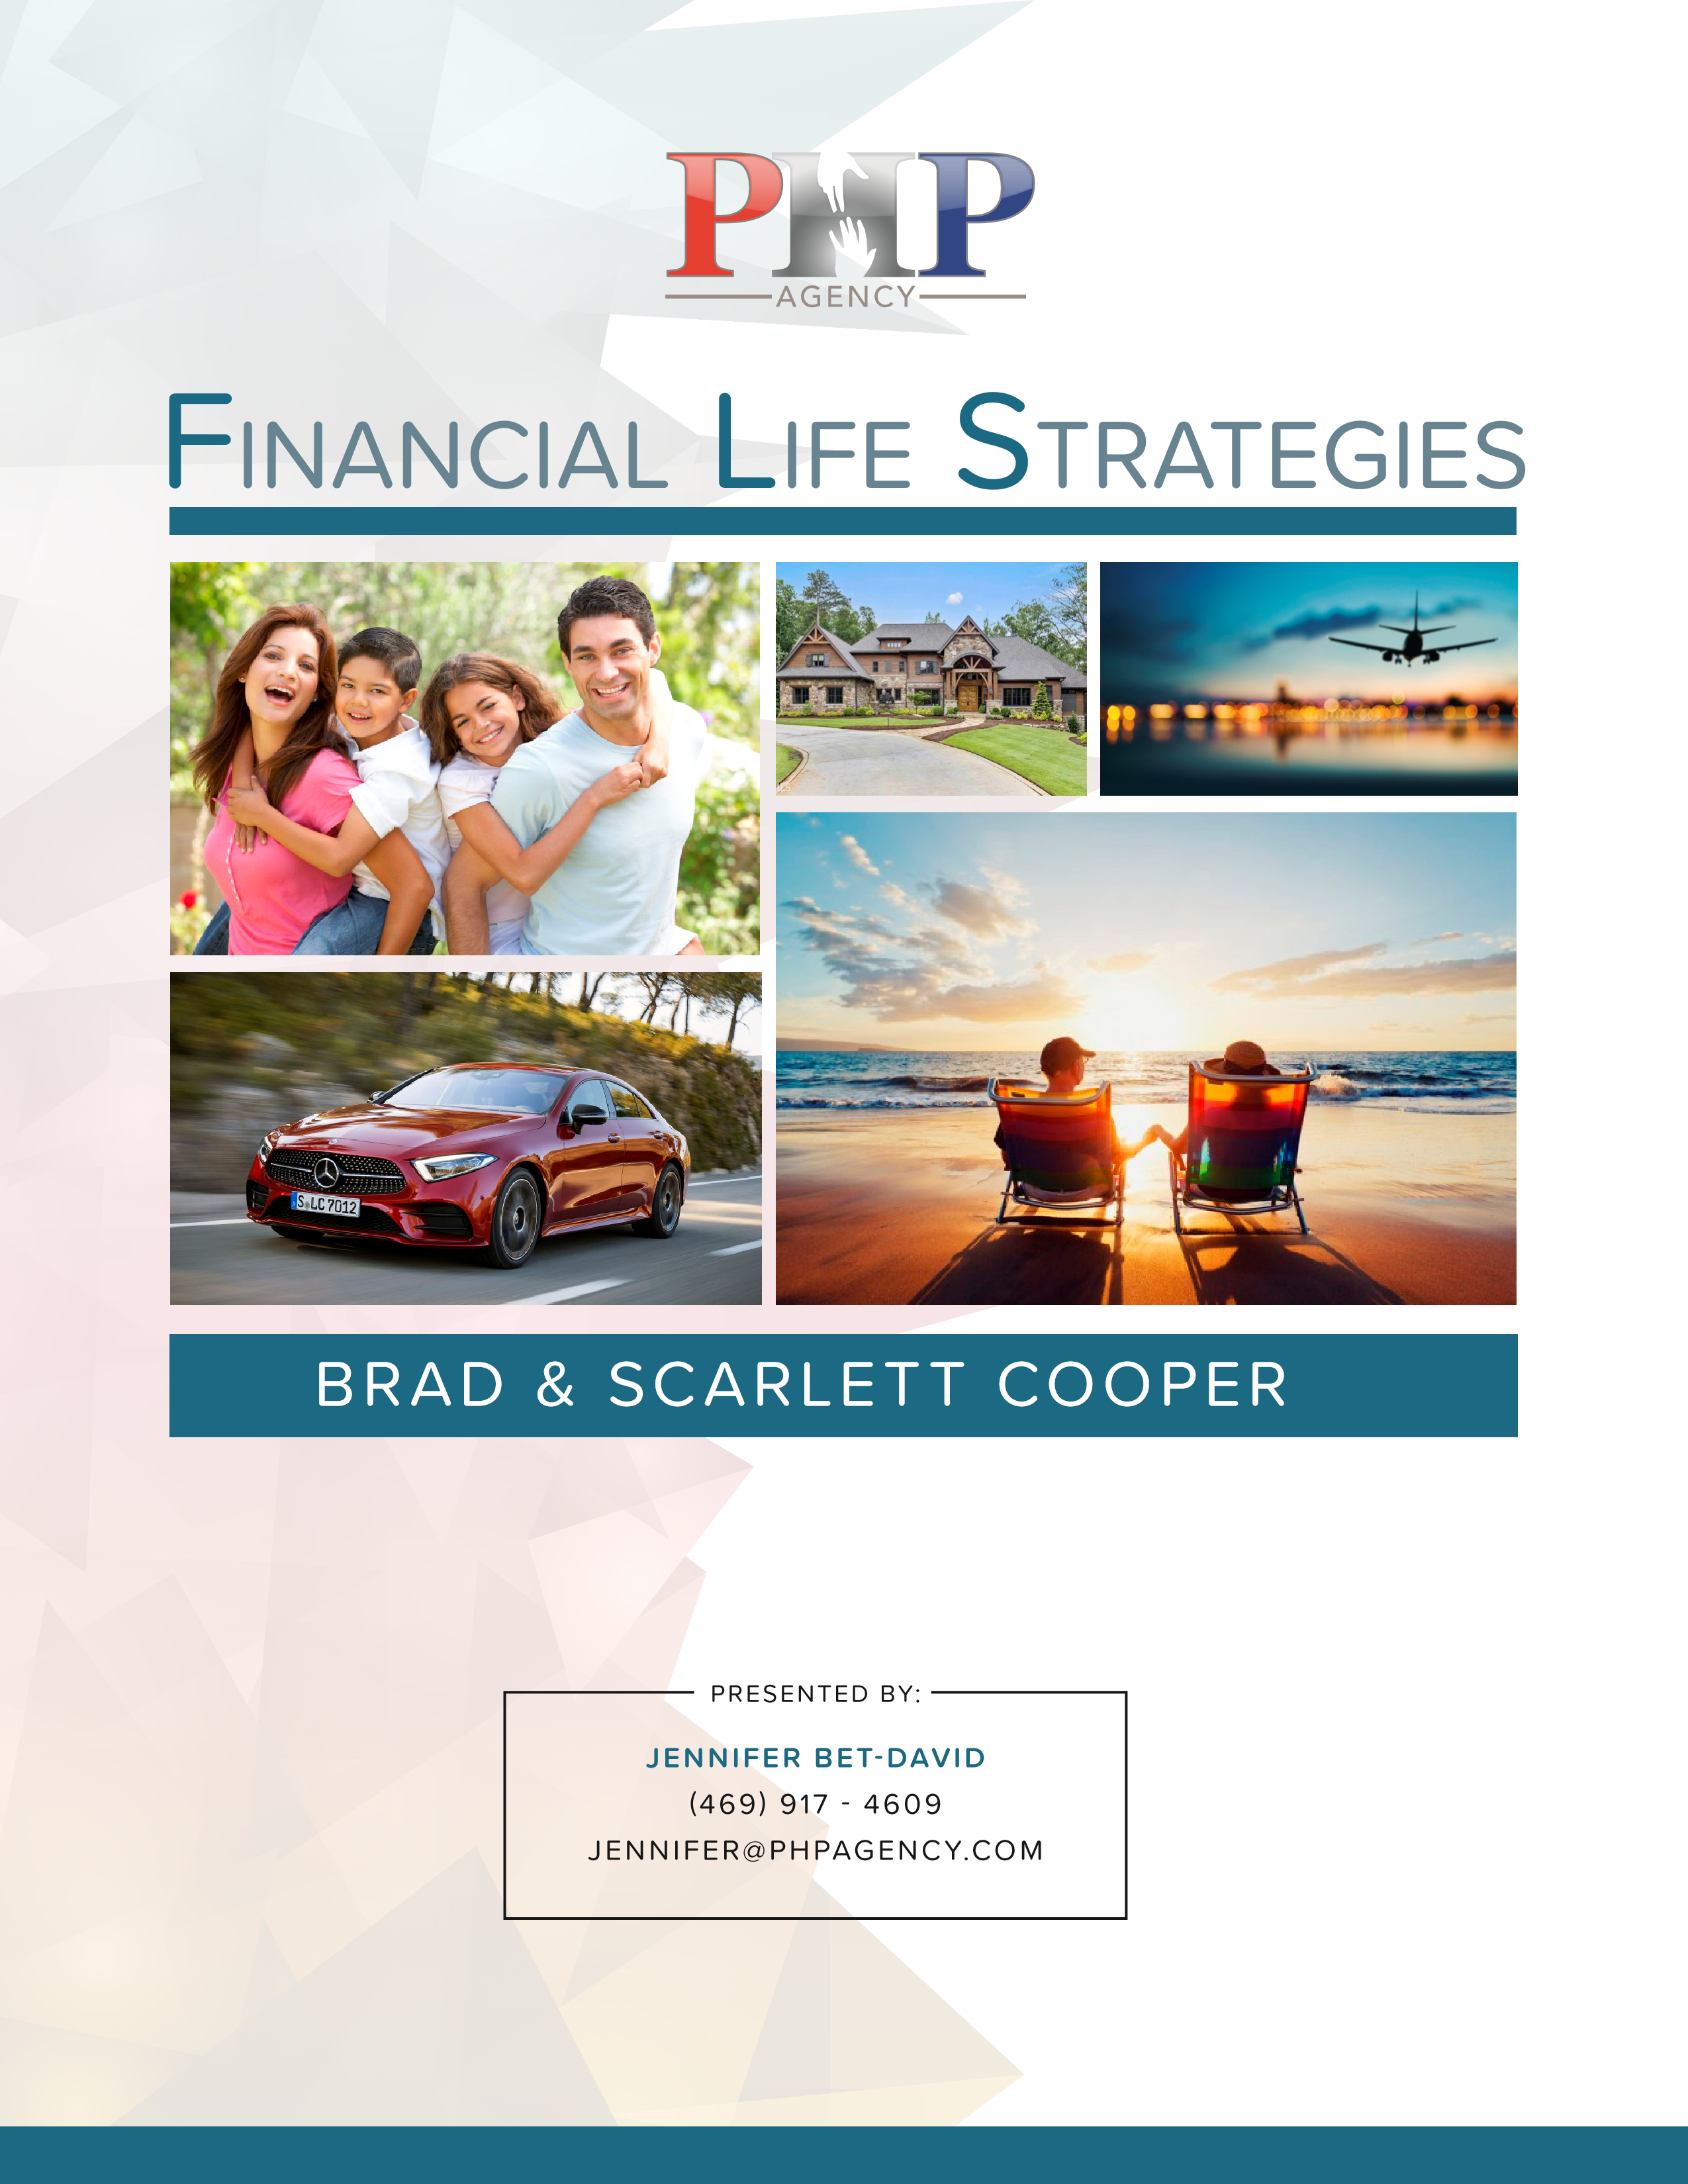 PHP
AGENCY
FINANCIAL LIFE STRATEGIES
S LC 7012
BRAD & SCARLETT COOPER
PRESENTED BY:
JENNIFER BET-DAVID
(469) 917 - 4609
JENNIFER@PHPAGENCY.COM